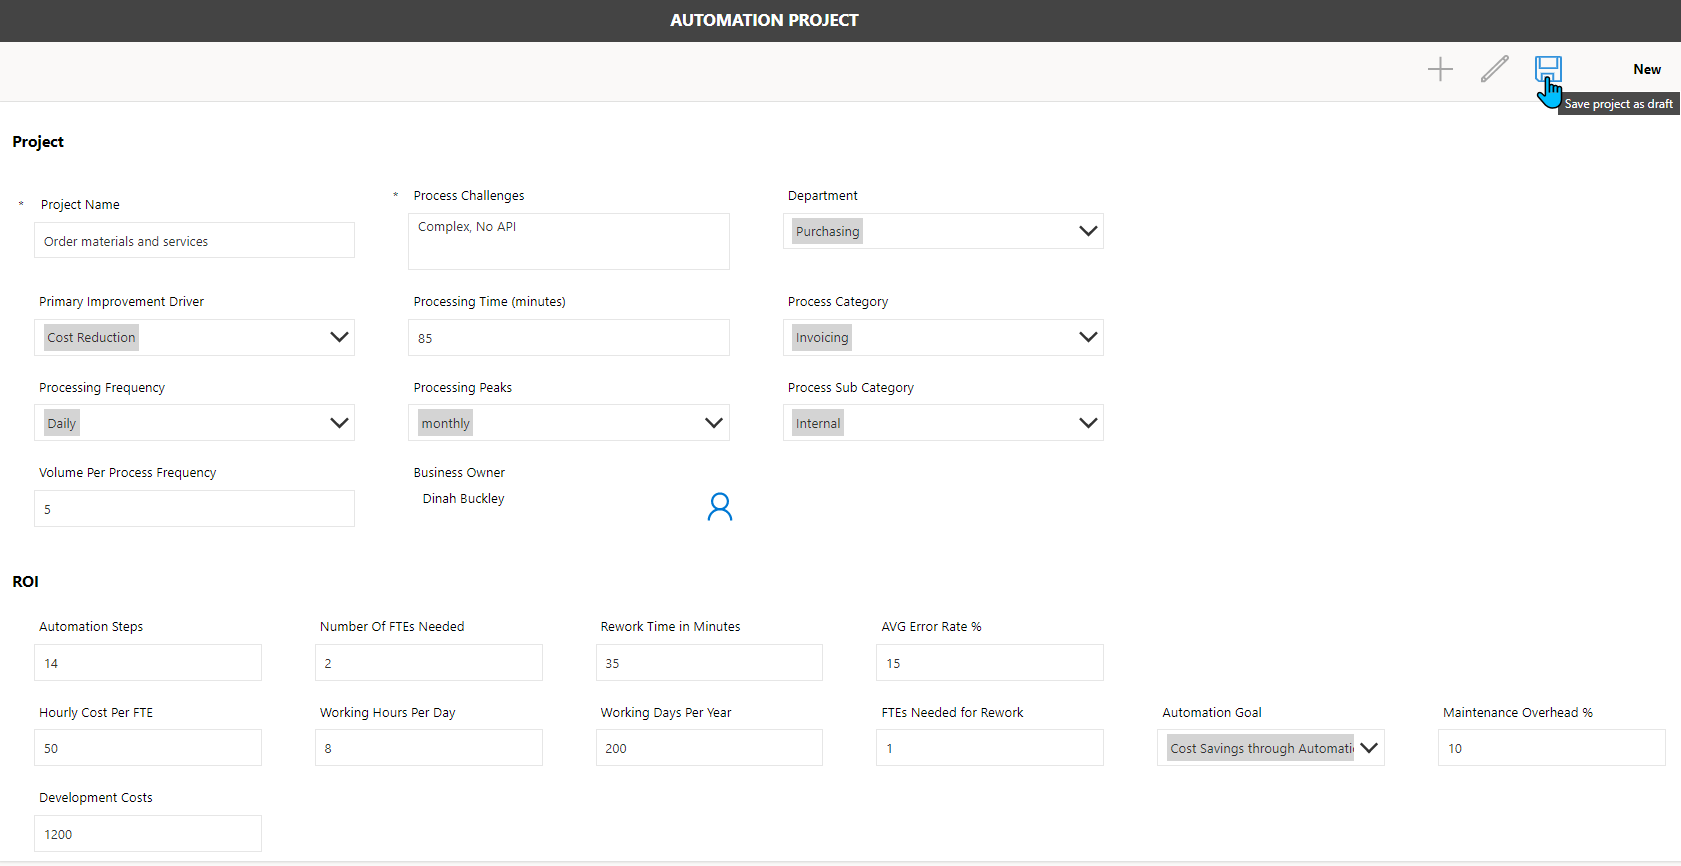 AUTOMATION PROJECT
New
Save project as draft
Project
* Project Name
* Process Challenges
Department
Order materials and services
Complex, No API
Purchasing
Primary Improvement Driver
Processing Time (minutes)
Process Category
Cost Reduction
85
Invoicing
Processing Frequency
Processing Peaks
Process Sub Category
Daily
monthly
Internal
Volume Per Process Frequency
Business Owner
5
Dinah Buckley
ROI
Automation Steps
Number Of FTEs Needed
Rework Time in Minutes
AVG Error Rate %
14
2
35
15
Hourly Cost Per FTE
Working Hours Per Day
Working Days Per Year
FTEs Needed for Rework
Automation Goal
Maintenance Overhead %
50
8
200
1
Cost Savings through Automati
10
Development Costs
1200